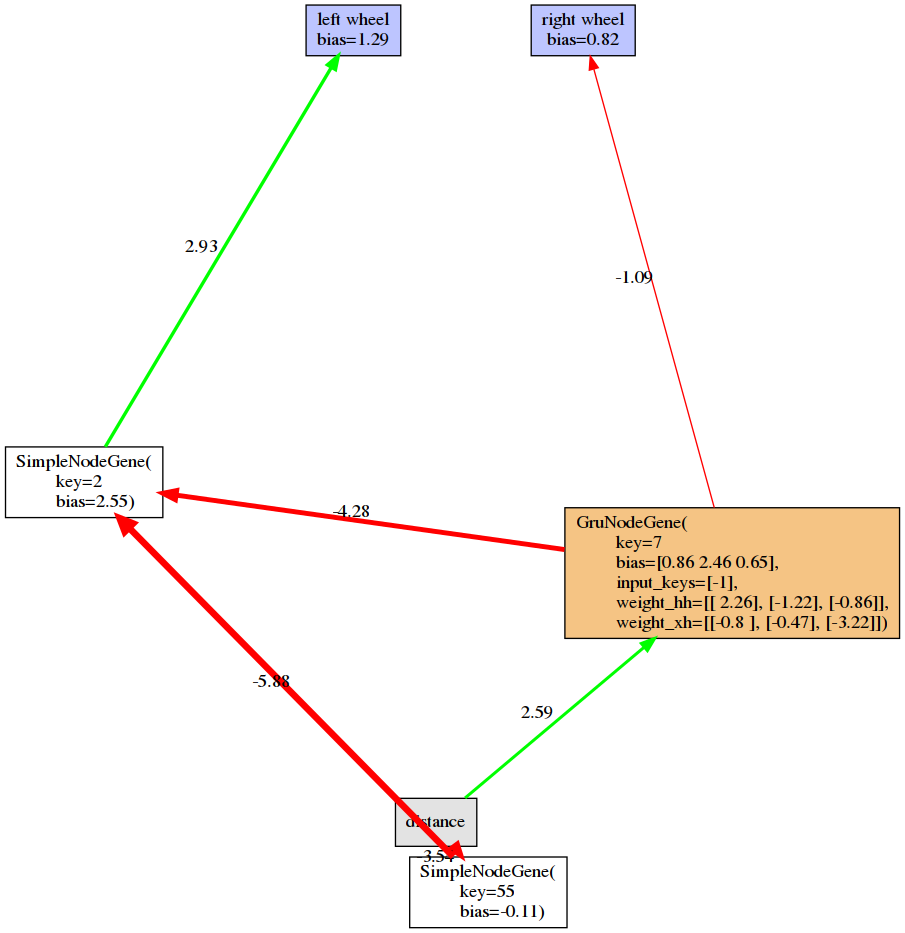 left wheel
bias=1.29
right wheel
bias=0.82
2.93
-1.09
SimpleNodeGene(
key=2
bias=2.55)
-4.28
GruNodeGene(
key=7
bias=[0.86 2.46 0.65],
input_keys=[-1],
weight_hh=[[ 2.26], [-1.22], [-0.86]],
weight_xh=[[-0.8 ], [-0.47], [-3.22]])
-5.88
2.59
distance
-3.54
SimpleNodeGene(
key=55
bias=-0.11)